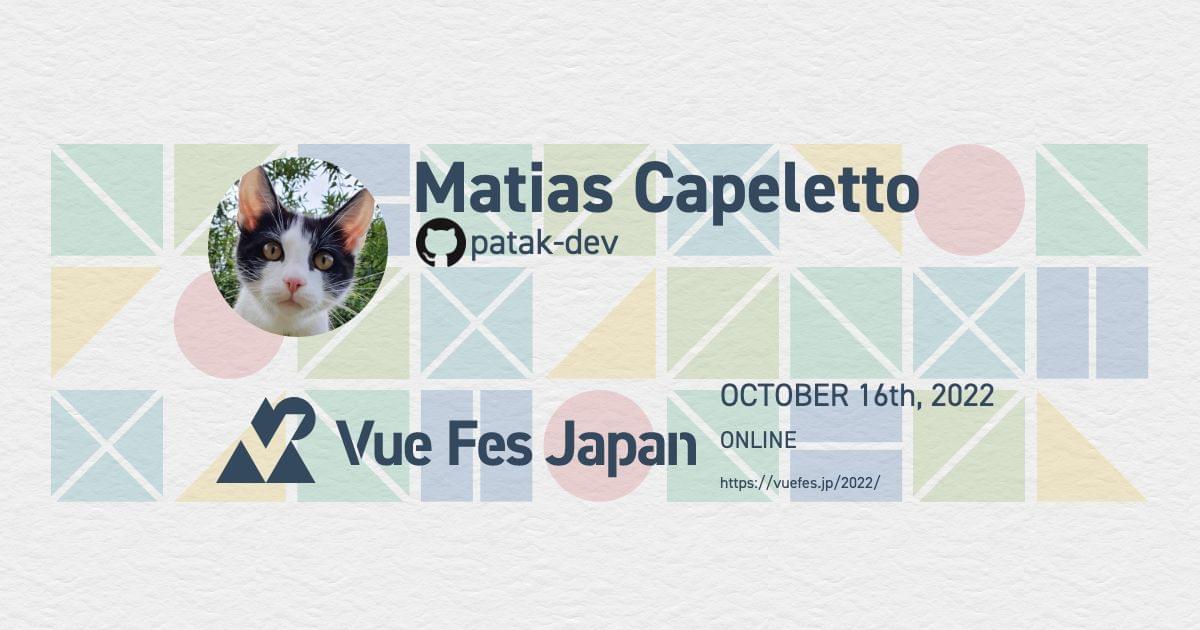 Matias Capeletto
patak-dev
Vue Fes Japan
OCTOBER 16th, 2022
ONLINE
https://vuefes.jp/2022/